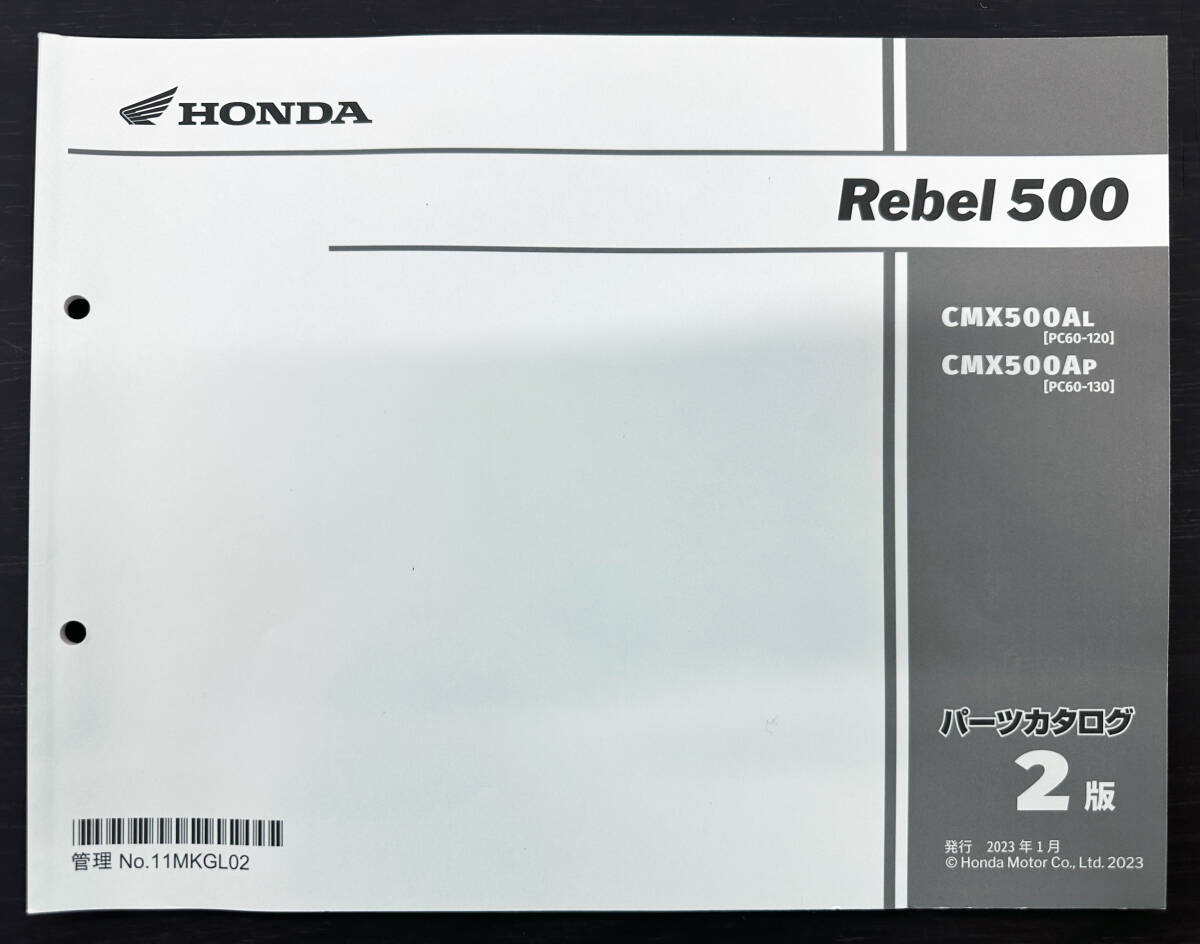 HONDA
Rebel 500
CMX500AL
[PC60-120]
CMX500AP
[PC60-130]
パーツカタログ
2版
発行 2023年1月
© Honda Motor Co., Ltd. 2023
管理 No.11MKGL02